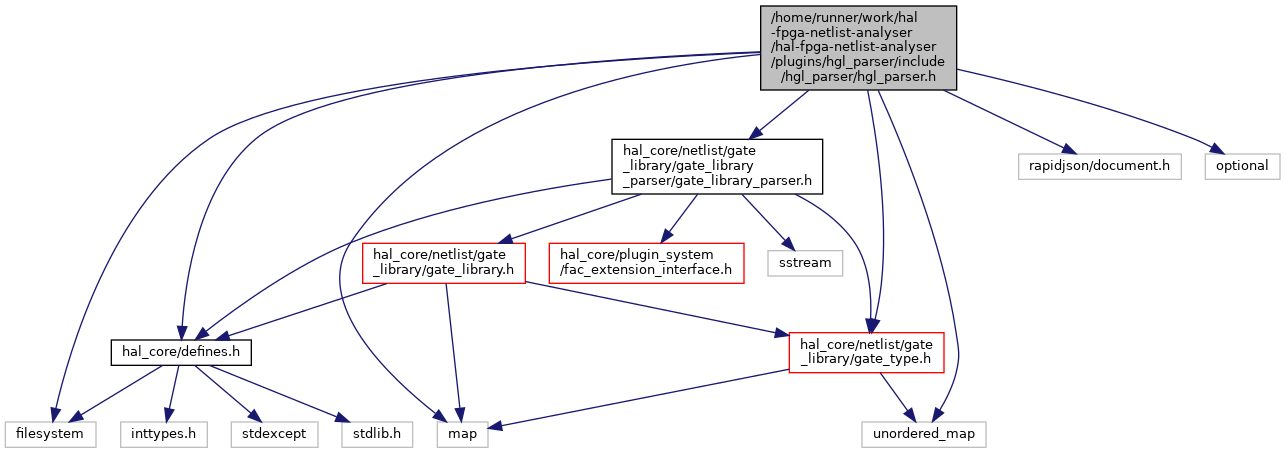 /home/runner/work/hal
-fpga-netlist-analyser
/hal-fpga-netlist-analyser
/plugins/hgl_parser/include
/hgl_parser/hgl_parser.h
hal_core/netlist/gate
_library/gate_library
_parser/gate_library_parser.h
rapidjson/document.h
optional
hal_core/netlist/gate
_library/gate_library.h
hal_core/plugin_system
/fac_extension_interface.h
sstream
hal_core/defines.h
hal_core/netlist/gate
_library/gate_type.h
filesystem
inttypes.h
stdexcept
stdlib.h
map
unordered_map